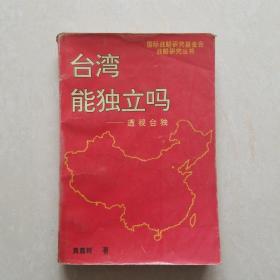 国际战略研究基金会
战略研究丛书
台湾
能独立吗
——透视台独
黄嘉树 著